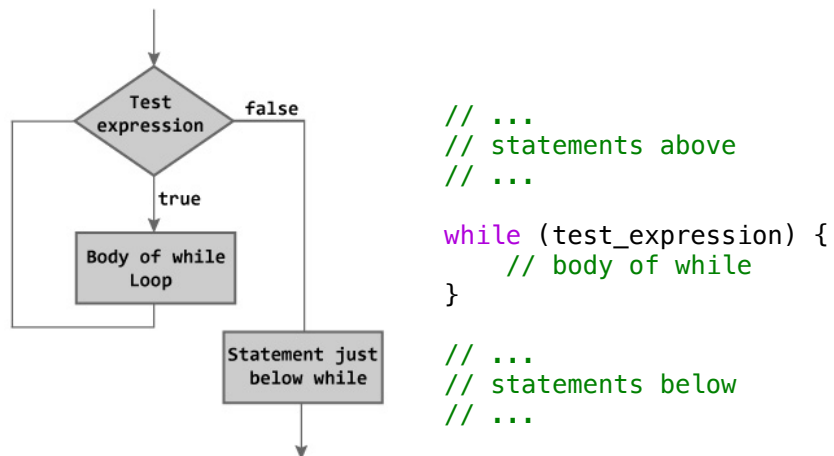 Test
expression
false
true
Body of while
Loop
Statement just
below while
// ...
// statements above
// ...
while (test_expression) {
    // body of while
}
// ...
// statements below
// ...